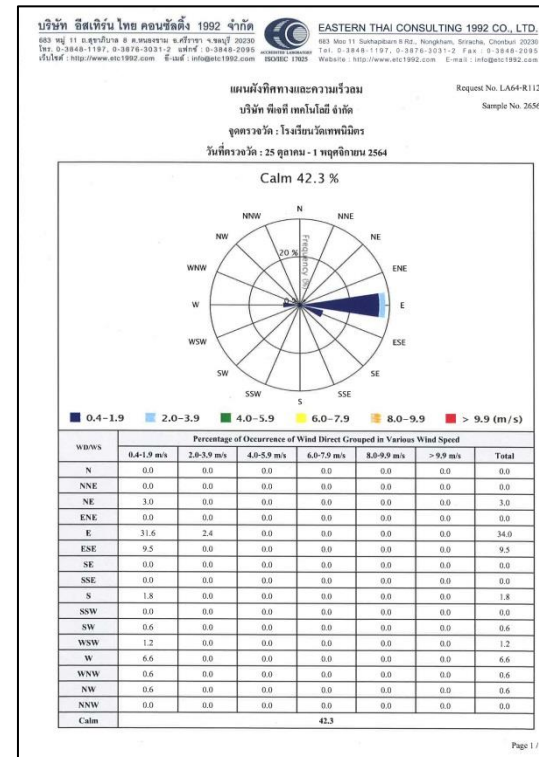 บริษัท อีสเทิร์น ไทย คอนซัลติ้ง 1992 จำกัด
683 หมู่ 11 ถ.สุขาภิบาล 8 ต.หนองขาม อ.ศรีราชา จ.ชลบุรี 20230
โทร. 0-3848-1197, 0-3876-3031-2 แฟกซ์ : 0-3848-2095
เว็บไซต์ : http://www.etc1992.com อี-เมล์ : info@etc1992.com
ACCREDITED LABORATORY
ISO/IEC 17025
EASTERN THAI CONSULTING 1992 CO., LTD.
683 Moo 11 Sukhapibarn 8 Rd., Nongkham, Sriracha, Chonburi 20230
Tel. 0-3848-1197, 0-3876-3031-2 Fax : 0-3848-2095
Website : http://www.etc1992.com E-mail : info@etc1992.com
แผนผังทิศทางและความเร็วลม
Request No. LA64-R112
บริษัท พีเจที เทคโนโลยี จำกัด
Sample No. 2656
จุดตรวจวัด : โรงเรียนวัดเทพนิมิตร
วันที่ตรวจวัด : 25 ตุลาคม - 1 พฤศจิกายน 2564
Calm 42.3 %
N
NNW NNE
NW NE
20 %
Frequency (%)
WNW ENE
W 0 % E
WSW ESE
SW SE
SSW SSE
S
0.4-1.9 2.0-3.9 4.0-5.9 6.0-7.9 8.0-9.9 > 9.9 (m/s)
WD/WS Percentage of Occurrence of Wind Direct Grouped in Various Wind Speed
0.4-1.9 m/s 2.0-3.9 m/s 4.0-5.9 m/s 6.0-7.9 m/s 8.0-9.9 m/s > 9.9 m/s Total
N 0.0 0.0 0.0 0.0 0.0 0.0 0.0
NNE 0.0 0.0 0.0 0.0 0.0 0.0 0.0
NE 3.0 0.0 0.0 0.0 0.0 0.0 3.0
ENE 0.0 0.0 0.0 0.0 0.0 0.0 0.0
E 31.6 2.4 0.0 0.0 0.0 0.0 34.0
ESE 9.5 0.0 0.0 0.0 0.0 0.0 9.5
SE 0.0 0.0 0.0 0.0 0.0 0.0 0.0
SSE 0.0 0.0 0.0 0.0 0.0 0.0 0.0
S 1.8 0.0 0.0 0.0 0.0 0.0 1.8
SSW 0.0 0.0 0.0 0.0 0.0 0.0 0.0
SW 0.6 0.0 0.0 0.0 0.0 0.0 0.6
WSW 1.2 0.0 0.0 0.0 0.0 0.0 1.2
W 6.6 0.0 0.0 0.0 0.0 0.0 6.6
WNW 0.6 0.0 0.0 0.0 0.0 0.0 0.6
NW 0.6 0.0 0.0 0.0 0.0 0.0 0.6
NNW 0.0 0.0 0.0 0.0 0.0 0.0 0.0
Calm 42.3
Page 1 /